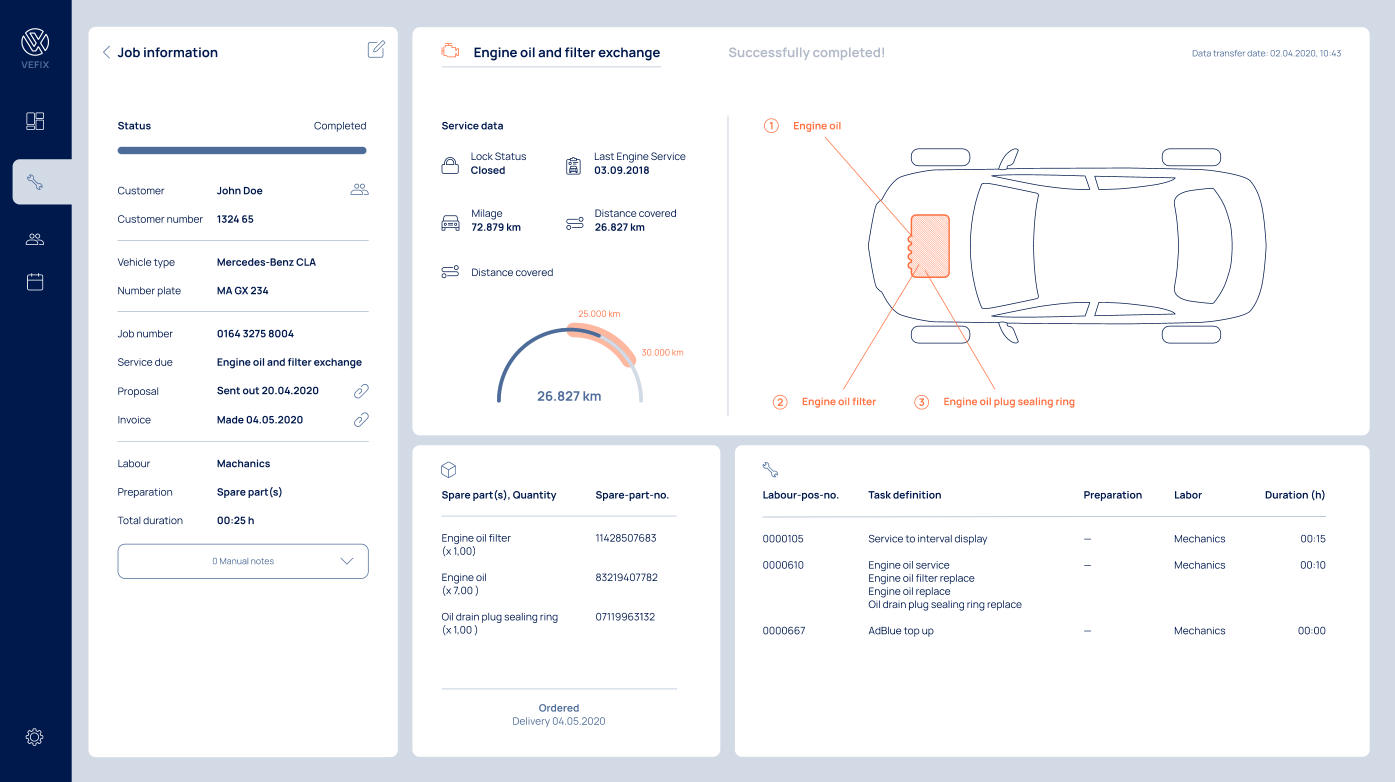 VEFIX
Job information
Status Completed
Customer John Doe
Customer number 1324 65
Vehicle type Mercedes-Benz CLA
Number plate MA GX 234
Job number 0164 3275 8004
Service due Engine oil and filter exchange
Proposal Sent out 20.04.2020
Invoice Made 04.05.2020
Labour Machanics
Preparation Spare part(s)
Total duration 00:25 h
0 Manual notes
Engine oil and filter exchange
Successfully completed!
Data transfer date: 02.04.2020, 10:43
Service data
Lock Status
Closed
Last Engine Service
03.09.2018
Milage
72.879 km
Distance covered
26.827 km
Distance covered
25.000 km
30.000 km
26.827 km
1 Engine oil
2 Engine oil filter
3 Engine oil plug sealing ring
Spare part(s), Quantity Spare-part-no.
Engine oil filter 11428507683
(x 1,00)
Engine oil 83219407782
(x 7,00 )
Oil drain plug sealing ring 07119963132
(x 1,00 )
Ordered
Delivery 04.05.2020
Labour-pos-no. Task definition Preparation Labor Duration (h)
0000105 Service to interval display — Mechanics 00:15
0000610 Engine oil service — Mechanics 00:10
Engine oil filter replace
Engine oil replace
Oil drain plug sealing ring replace
0000667 AdBlue top up — Mechanics 00:00